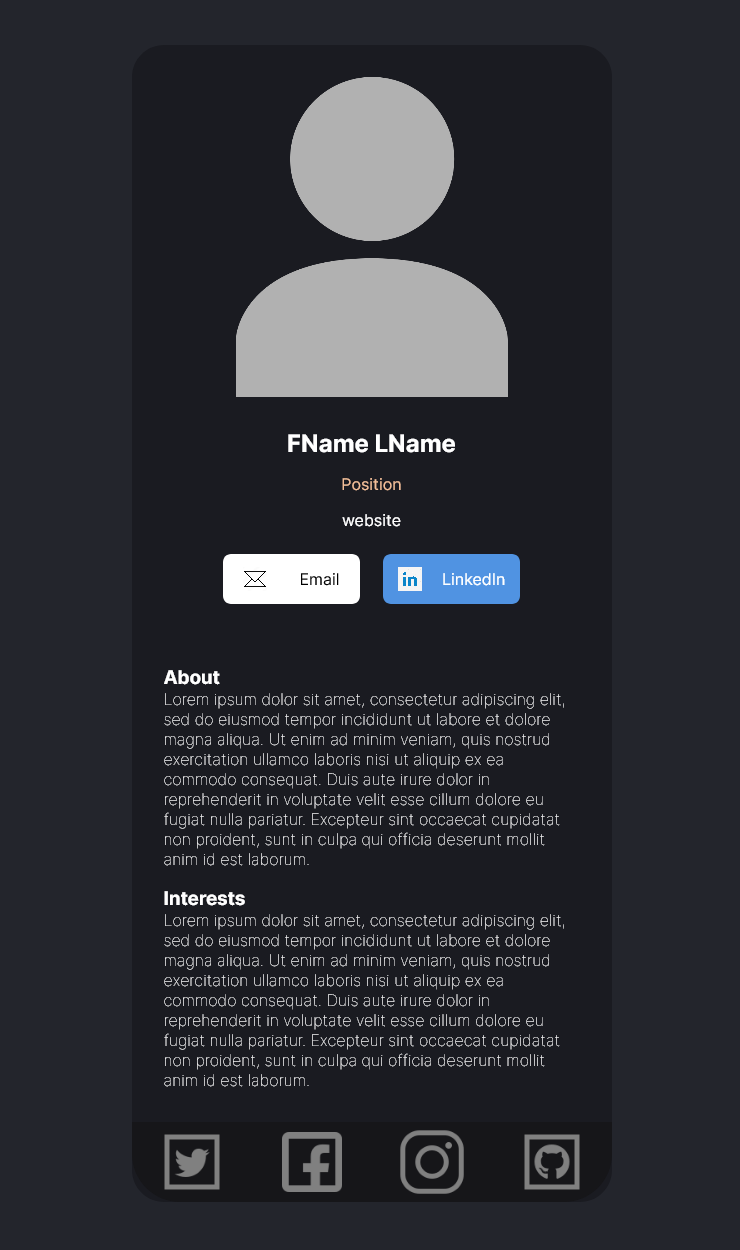 FName LName
Position
website
Email
in LinkedIn
About
Lorem ipsum dolor sit amet, consectetur adipiscing elit,
sed do eiusmod tempor incididunt ut labore et dolore
magna aliqua. Ut enim ad minim veniam, quis nostrud
exercitation ullamco laboris nisi ut aliquip ex ea
commodo consequat. Duis aute irure dolor in
reprehenderit in voluptate velit esse cillum dolore eu
fugiat nulla pariatur. Excepteur sint occaecat cupidatat
non proident, sunt in culpa qui officia deserunt mollit
anim id est laborum.
Interests
Lorem ipsum dolor sit amet, consectetur adipiscing elit,
sed do eiusmod tempor incididunt ut labore et dolore
magna aliqua. Ut enim ad minim veniam, quis nostrud
exercitation ullamco laboris nisi ut aliquip ex ea
commodo consequat. Duis aute irure dolor in
reprehenderit in voluptate velit esse cillum dolore eu
fugiat nulla pariatur. Excepteur sint occaecat cupidatat
non proident, sunt in culpa qui officia deserunt mollit
anim id est laborum.